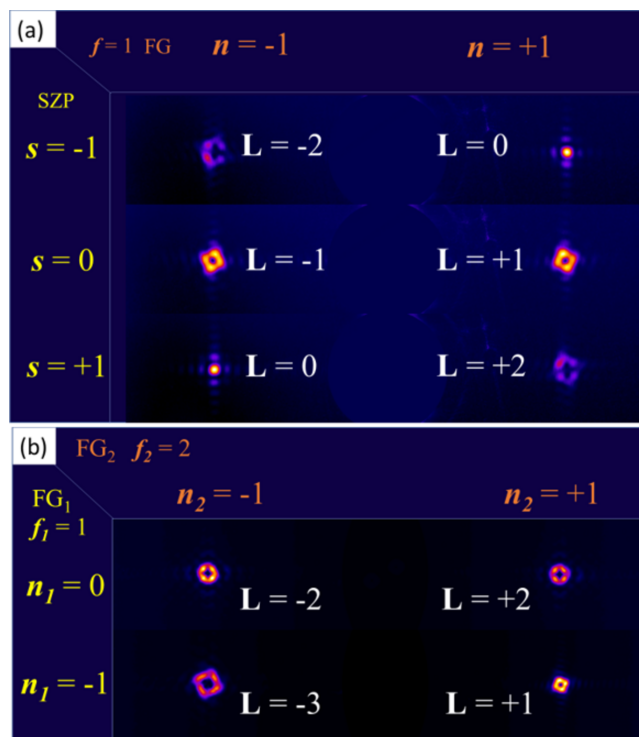 (a)
f = 1 FG n = -1 n = +1
SZP
s = -1 L = -2 L = 0
s = 0 L = -1 L = +1
s = +1 L = 0 L = +2
(b)
FG₂ f₂ = 2
FG₁ n₂ = -1 n₂ = +1
f₁ = 1
n₁ = 0 L = -2 L = +2
n₁ = -1 L = -3 L = +1